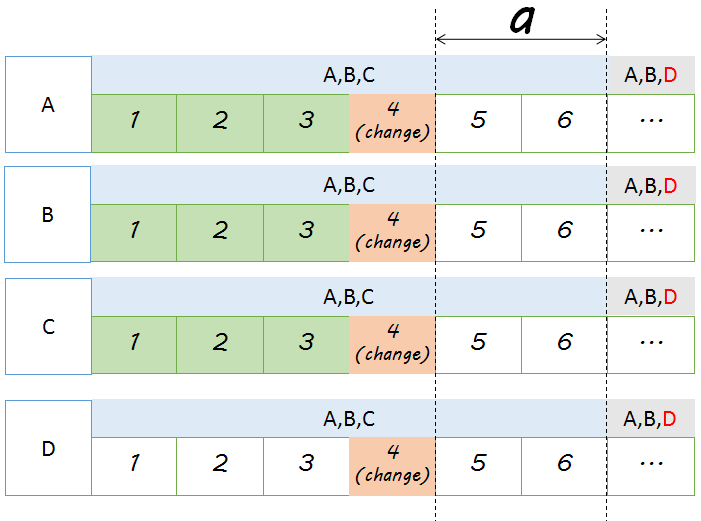 a
A,B,C
A,B,D
A
1 2 3 4 5 6 ...
(change)
A,B,C
A,B,D
B
1 2 3 4 5 6 ...
(change)
A,B,C
A,B,D
C
1 2 3 4 5 6 ...
(change)
A,B,C
A,B,D
D
1 2 3 4 5 6 ...
(change)